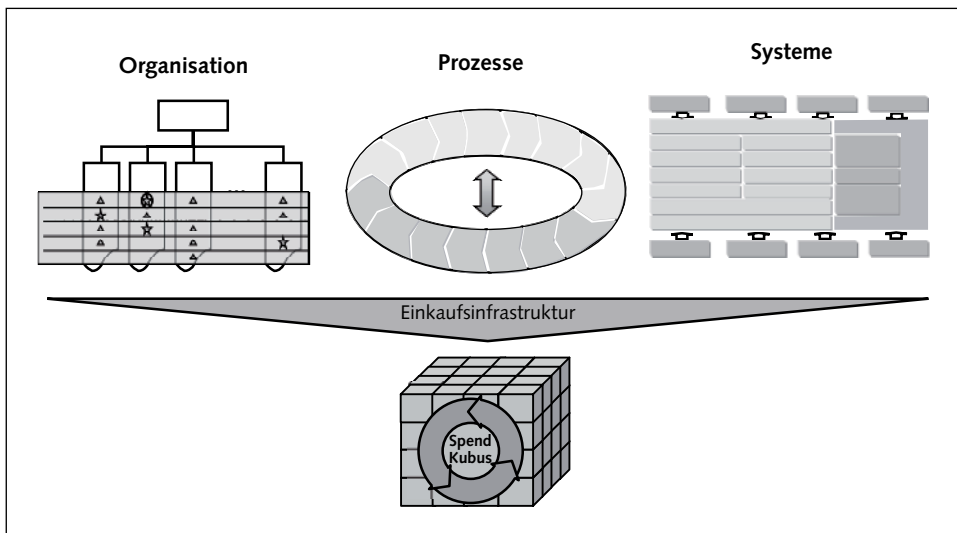 Organisation
Prozesse
Systeme
...
Einkaufsinfrastruktur
Spend
Kubus